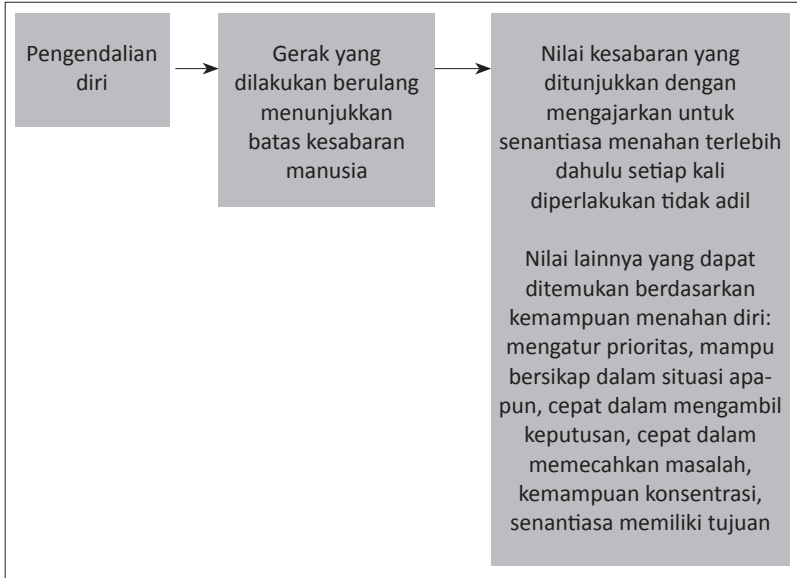 Pengendalian
diri
Gerak yang
dilakukan berulang
menunjukkan
batas kesabaran
manusia
Nilai kesabaran yang
ditunjukkan dengan
mengajarkan untuk
senantiasa menahan terlebih
dahulu setiap kali
diperlakukan tidak adil
Nilai lainnya yang dapat
ditemukan berdasarkan
kemampuan menahan diri:
mengatur prioritas, mampu
bersikap dalam situasi apa-
pun, cepat dalam mengambil
keputusan, cepat dalam
memecahkan masalah,
kemampuan konsentrasi,
senantiasa memiliki tujuan